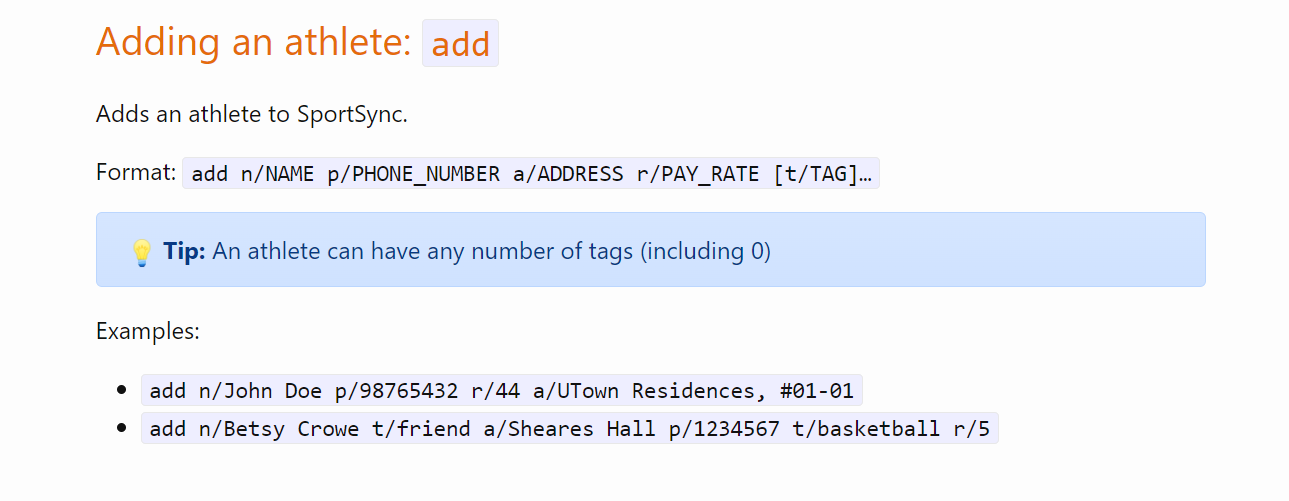 Adding an athlete: add
Adds an athlete to SportSync.
Format: add n/NAME p/PHONE_NUMBER a/ADDRESS r/PAY_RATE [t/TAG]…
💡 Tip: An athlete can have any number of tags (including 0)
Examples:
• add n/John Doe p/98765432 r/44 a/UTown Residences, #01-01
• add n/Betsy Crowe t/friend a/Sheares Hall p/1234567 t/basketball r/5